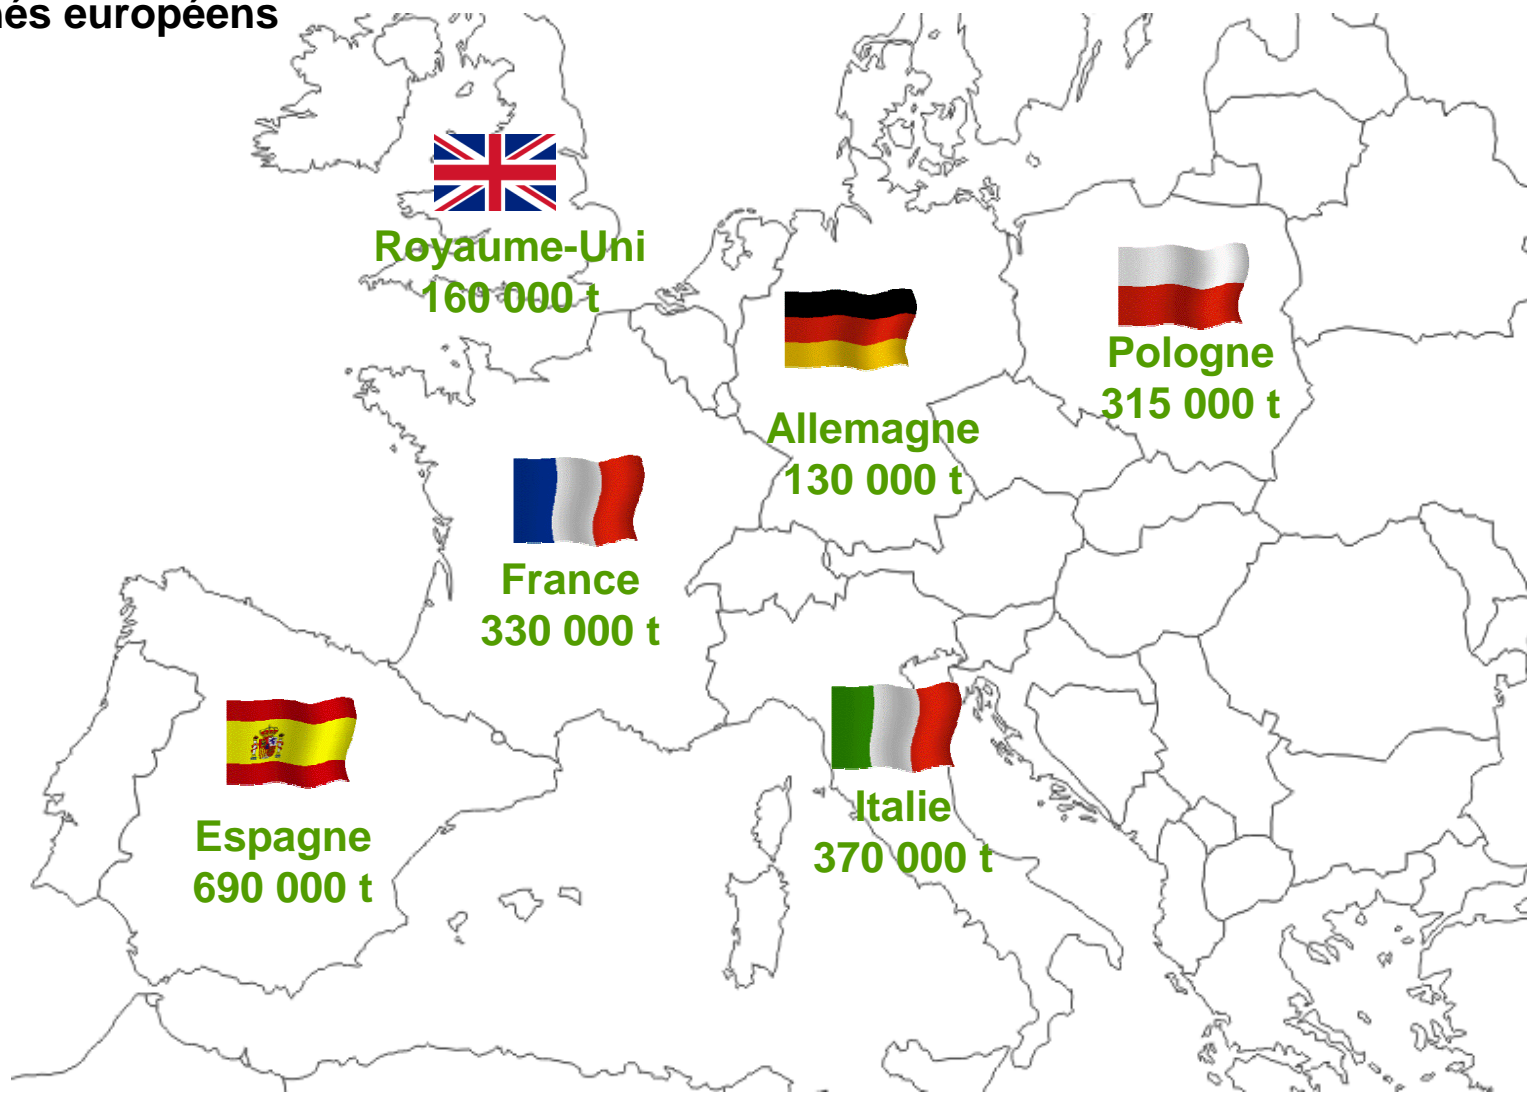 européens
Royaume-Uni
160 000 t
Pologne
315 000 t
Allemagne
130 000 t
France
330 000 t
Italie
370 000 t
Espagne
690 000 t